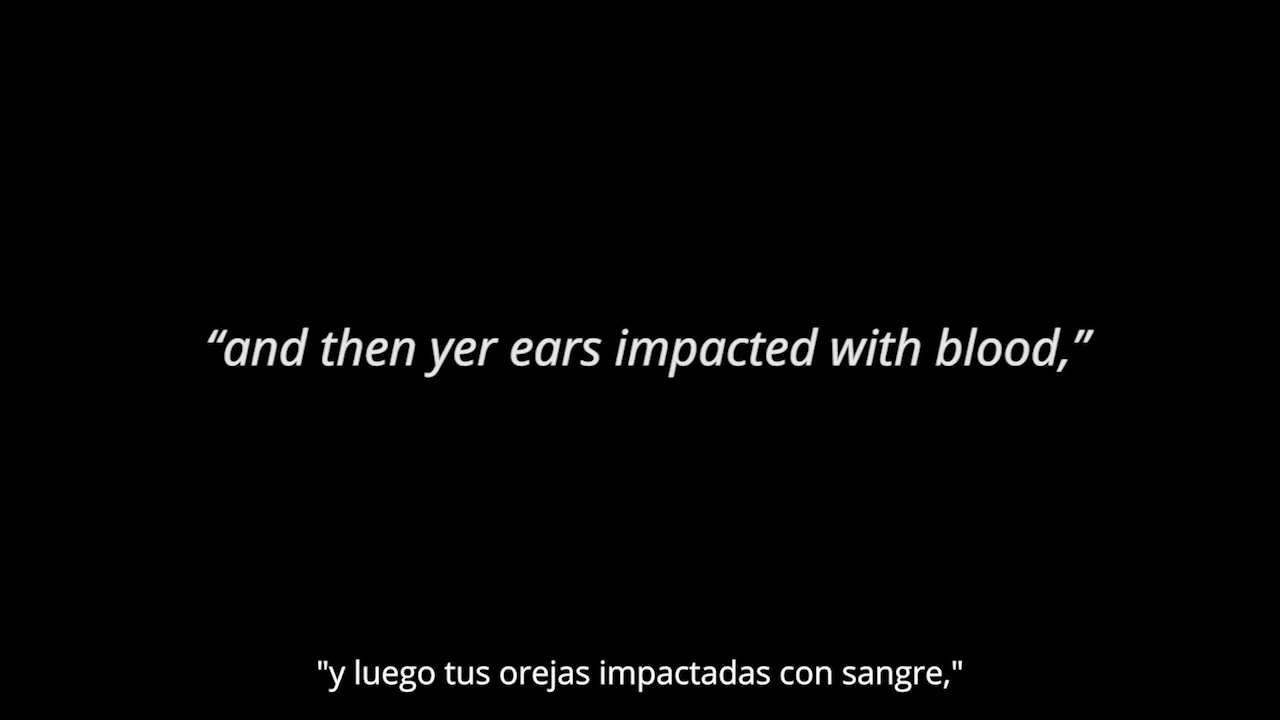 “and then yer ears impacted with blood,”
"y luego tus orejas impactadas con sangre,"